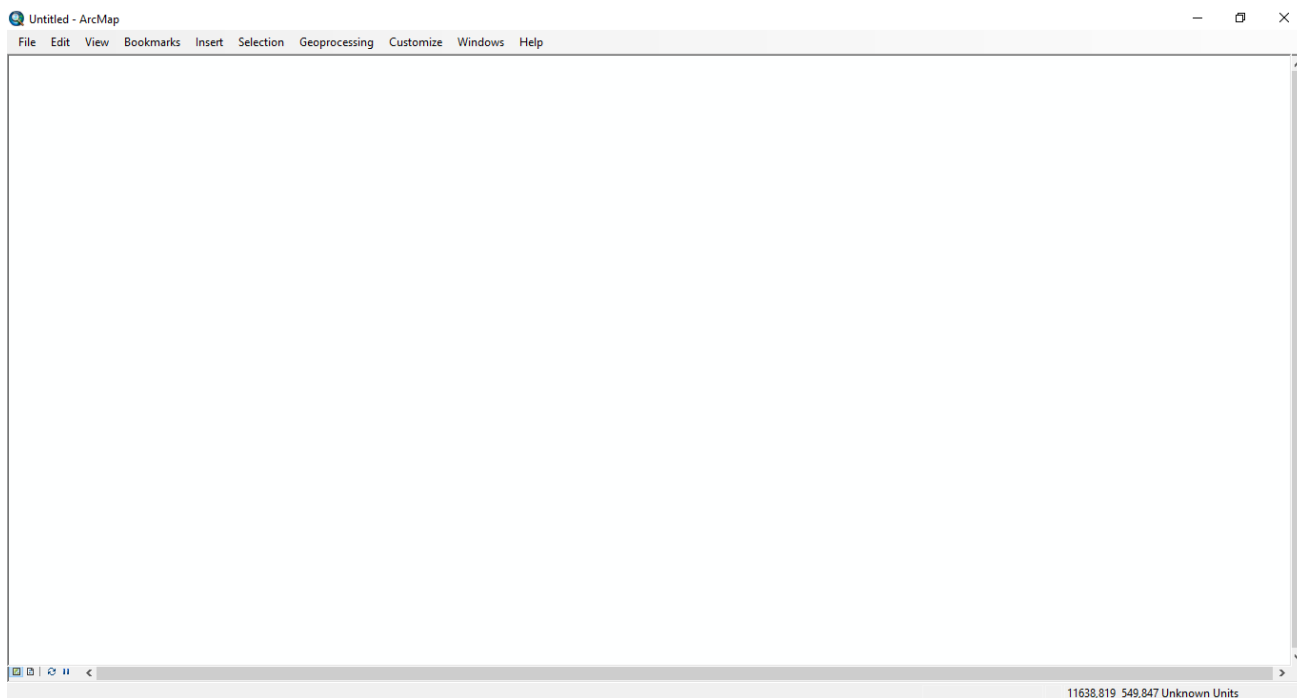 Untitled - ArcMap
File Edit View Bookmarks Insert Selection Geoprocessing Customize Windows Help
11638,819 549,847 Unknown Units